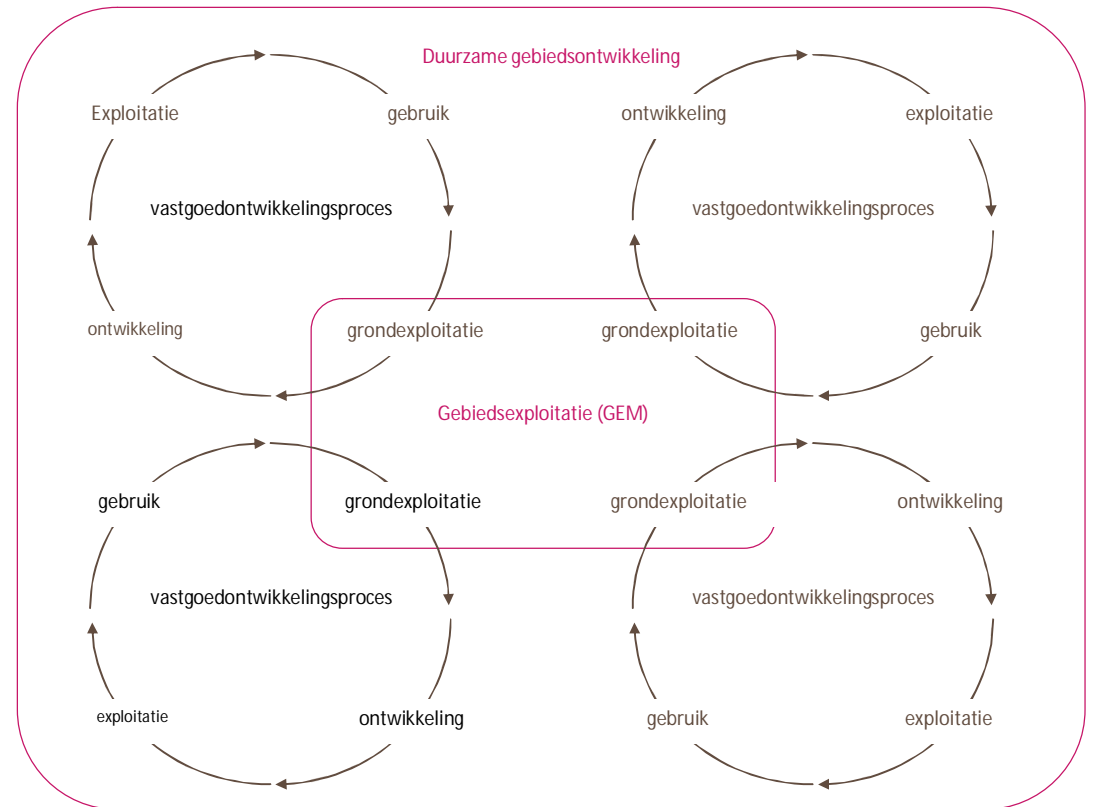 Duurzame gebiedsontwikkeling
Exploitatie
gebruik
vastgoedontwikkelingsproces
ontwikkeling
grondexploitatie
ontwikkeling
exploitatie
vastgoedontwikkelingsproces
grondexploitatie
gebruik
Gebiedsexploitatie (GEM)
gebruik
grondexploitatie
vastgoedontwikkelingsproces
exploitatie
ontwikkeling
grondexploitatie
ontwikkeling
vastgoedontwikkelingsproces
gebruik
exploitatie